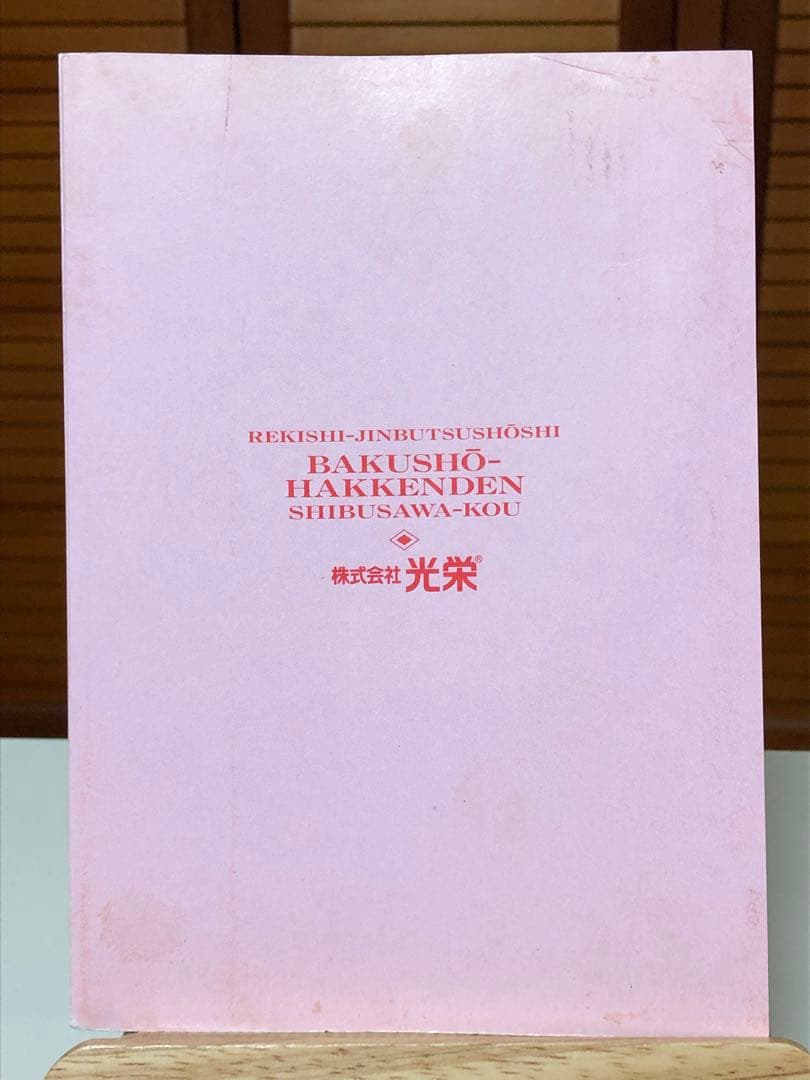 REKISHI-JINBUTSUSHŌSHI
BAKUSHŌ-
HAKKENDEN
SHIBUSAWA-KOU
株式会社 光栄®